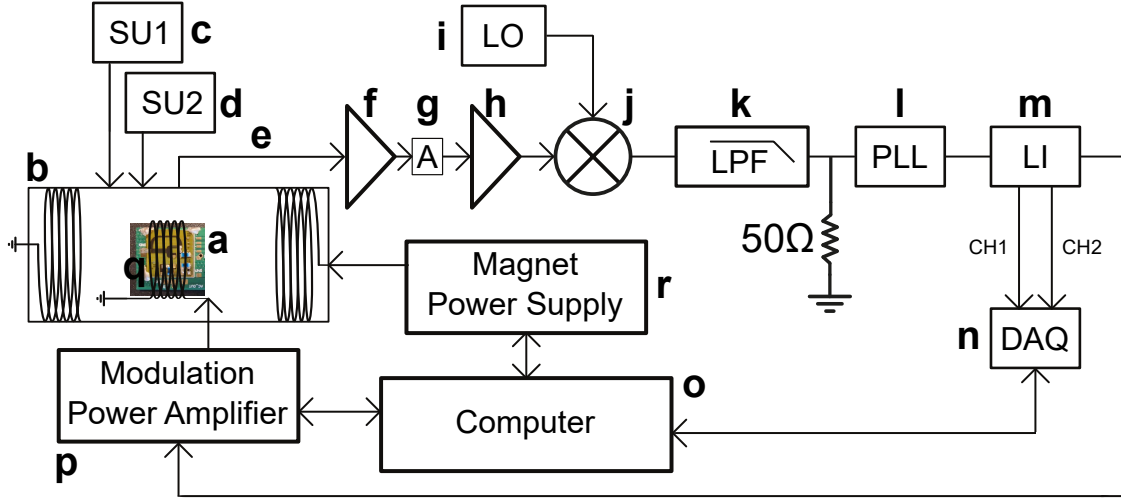 SU1 c
SU2 d
i LO
e
f
g
A
h
j
k
LPF
l
PLL
m
LI
b
a
q
50Ω
CH1
CH2
Magnet
Power Supply
r
n DAQ
Modulation
Power Amplifier
p
Computer
o